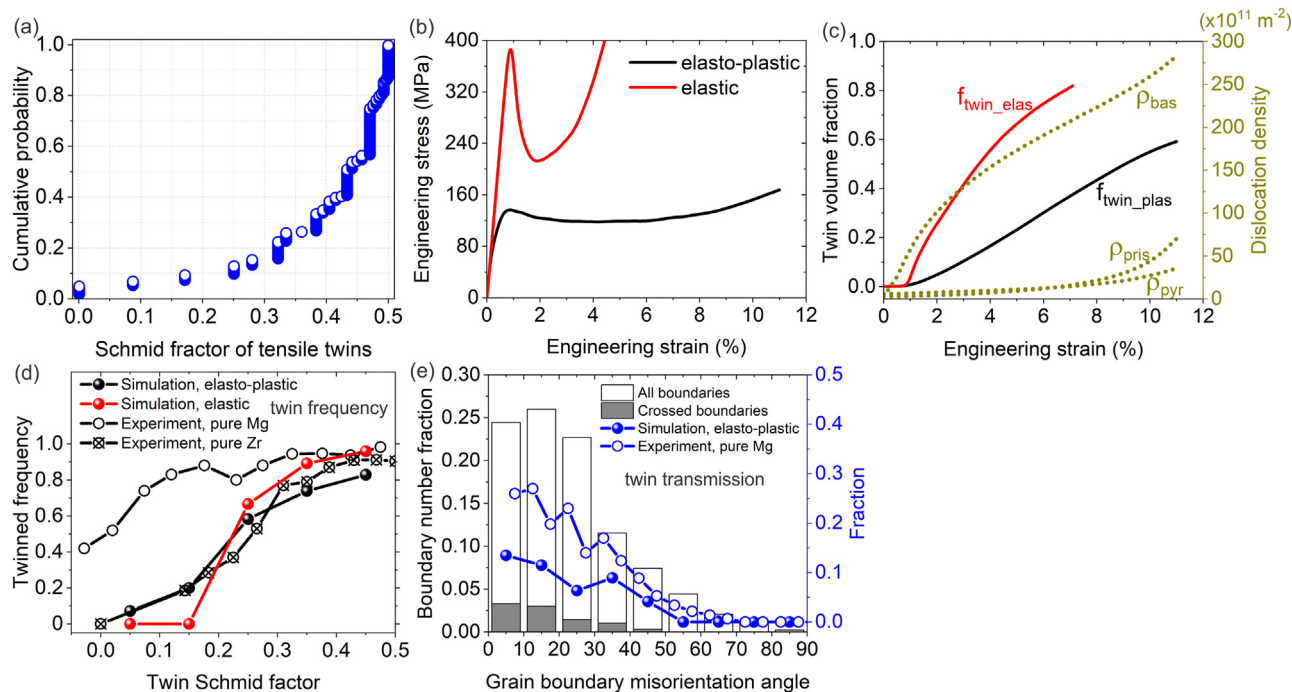 (a)
1.0
0.8
0.6
0.4
0.2
0.0
Cumulative probability
0.0 0.1 0.2 0.3 0.4 0.5
Schmid fractor of tensile twins
(b)
400
320
240
160
80
0
Engineering stress (MPa)
elasto-plastic
elastic
0 2 4 6 8 10 12
Engineering strain (%)
(c)
(x10¹¹ m⁻²)
1.0
0.8
0.6
0.4
0.2
0.0
Twin volume fraction
f_twin_elas
ρ_bas
f_twin_plas
ρ_pris
ρ_pyr
300
250
200
150
100
50
0
Dislocation density
0 2 4 6 8 10 12
Engineering strain (%)
(d)
Simulation, elasto-plastic
Simulation, elastic
twin frequency
Experiment, pure Mg
Experiment, pure Zr
1.0
0.8
0.6
0.4
0.2
0.0
Twinned frequency
0.0 0.1 0.2 0.3 0.4 0.5
Twin Schmid factor
(e)
0.30
0.25
0.20
0.15
0.10
0.05
0.00
Boundary number fraction
All boundaries
Crossed boundaries
Simulation, elasto-plastic
Experiment, pure Mg
twin transmission
0.5
0.4
0.3
0.2
0.1
0.0
Fraction
0 10 20 30 40 50 60 70 80 90
Grain boundary misorientation angle